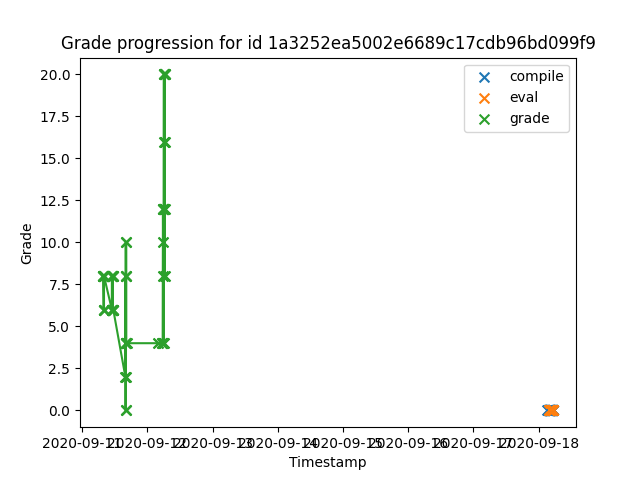 Grade progression for id 1a3252ea5002e6689c17cdb96bd099f9
compile
eval
grade
20.0
17.5
15.0
12.5
10.0
7.5
5.0
2.5
0.0
Grade
2020-09-11 2020-09-12 2020-09-13 2020-09-14 2020-09-15 2020-09-16 2020-09-17 2020-09-18
Timestamp